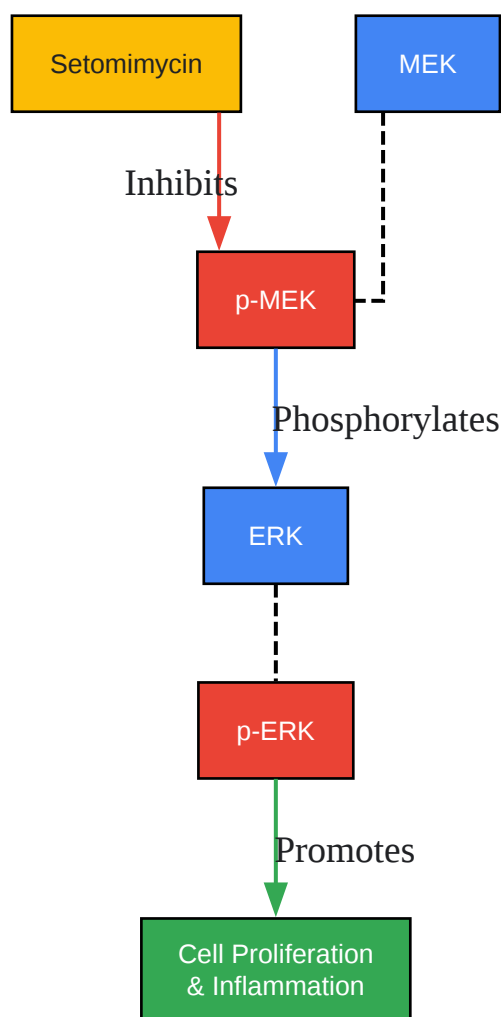 Setomimycin
MEK
Inhibits
p-MEK
Phosphorylates
ERK
p-ERK
Promotes
Cell Proliferation
& Inflammation